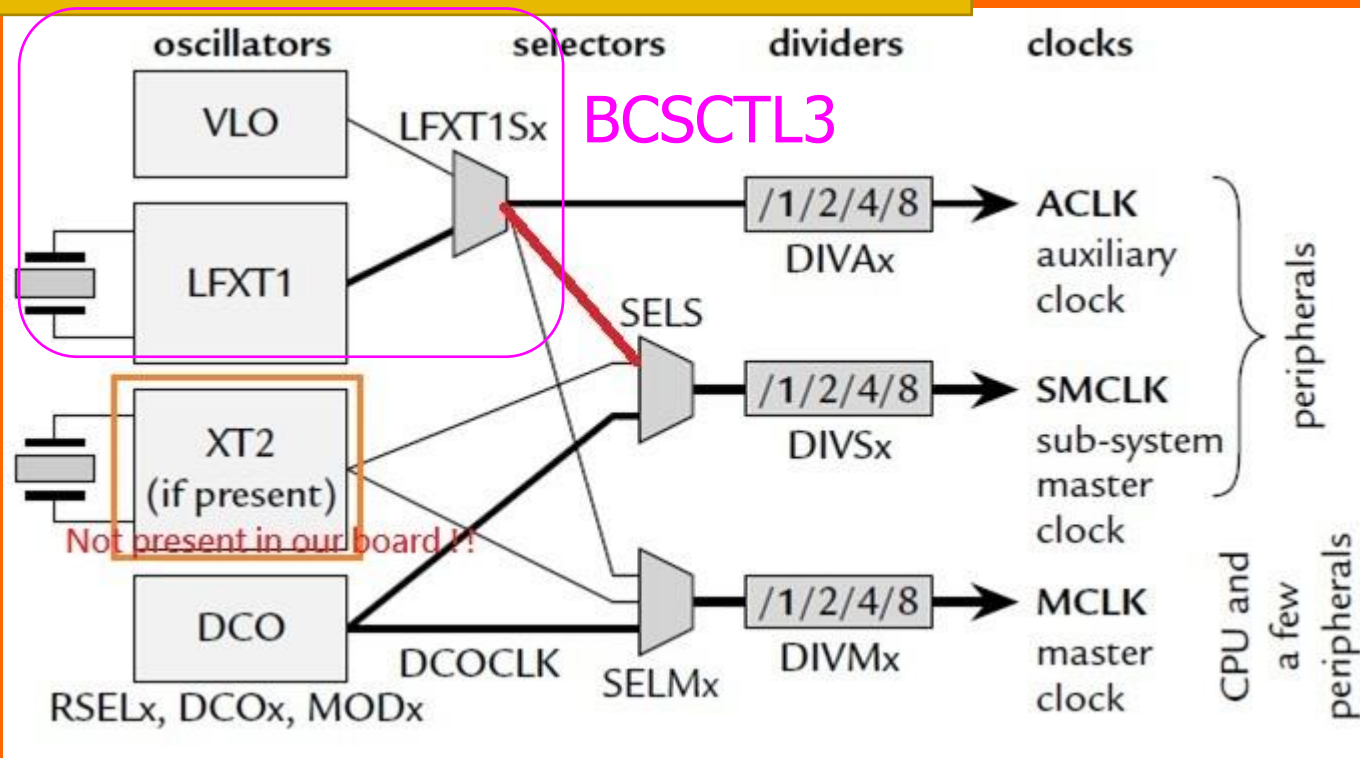 oscillators
selectors
dividers
clocks
VLO
LFXT1Sx
BCSCTL3
/1/2/4/8
DIVAx
ACLK
auxiliary
clock
LFXT1
SELS
peripherals
XT2
(if present)
Not present in our board !!
/1/2/4/8
DIVSx
SMCLK
sub-system
master
clock
DCO
DCOCLK
RSELx, DCOx, MODx
SELMx
/1/2/4/8
DIVMx
MCLK
master
clock
CPU and
a few
peripherals